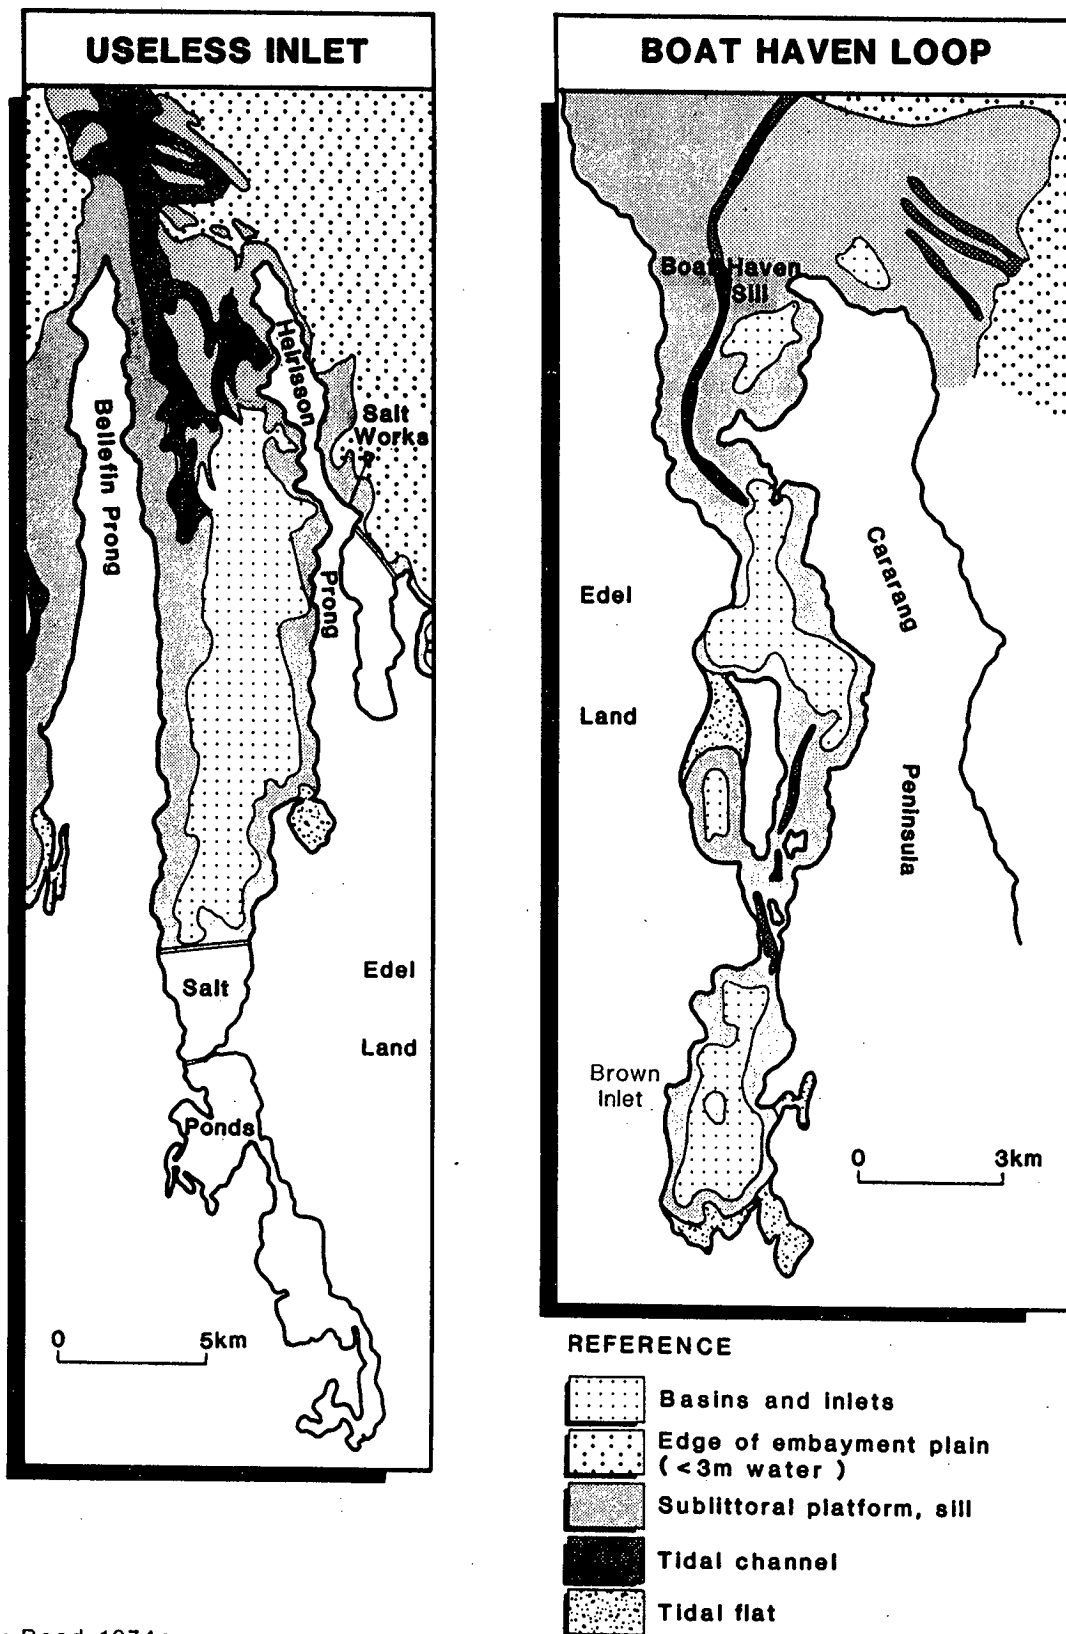 USELESS INLET
Bellefin Prong
Heirisson
Prong
Salt
Works
Edel
Land
Salt
Ponds
0 5km
BOAT HAVEN LOOP
Boat Haven
Sill
Edel
Land
Cararang
Peninsula
Brown
Inlet
0 3km
REFERENCE
Basins and inlets
Edge of embayment plain
( <3m water )
Sublittoral platform, sill
Tidal channel
Tidal flat